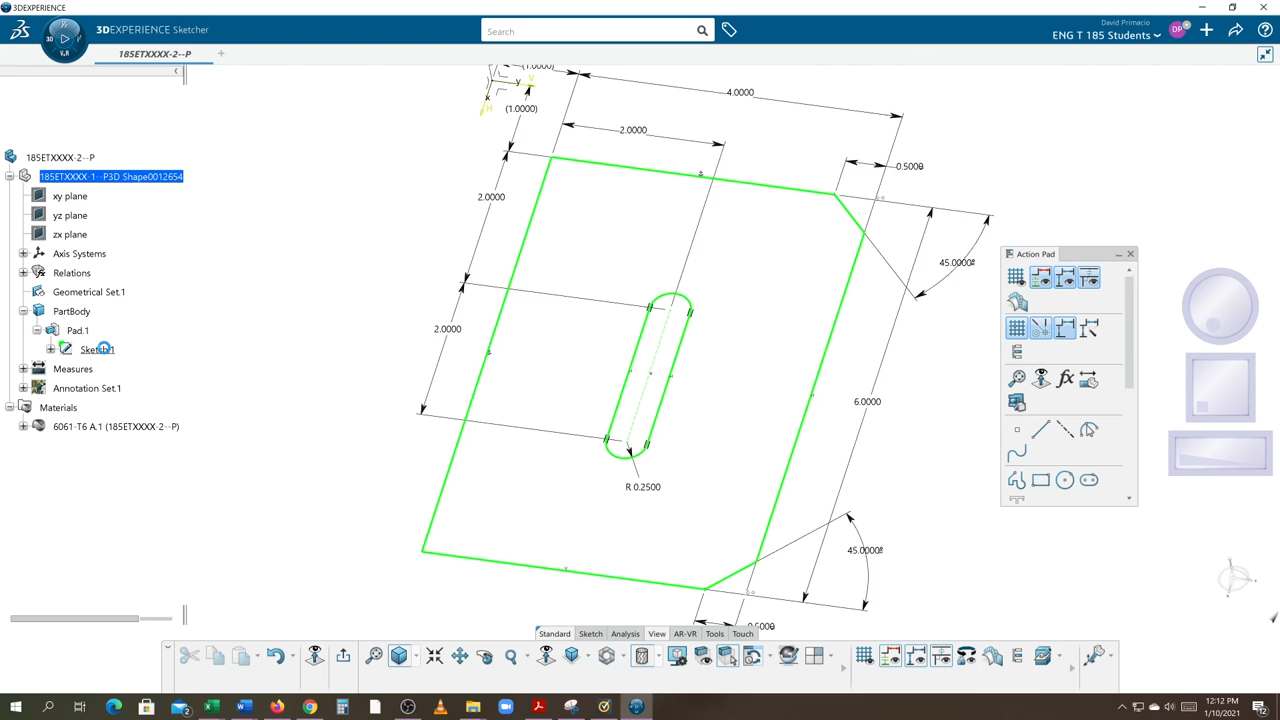 3DEXPERIENCE
3DEXPERIENCE Sketcher
3D
V,R
Search
David Primacio
ENG T 185 Students
DP
185ETXXXX-2--P
185ETXXXX-2--P
185ETXXXX-1--P3D Shape0012654
xy plane
yz plane
zx plane
Axis Systems
Relations
Geometrical Set.1
PartBody
Pad.1
Sketch.1
Measures
Annotation Set.1
Materials
6061-T6 A.1 (185ETXXXX-2--P)
(1.0000)
(1.0000)
V
y
x
H
4.0000
2.0000
0.5000
2.0000
45.0000°
2.0000
6.0000
R 0.2500
45.0000°
0.5000
Action Pad
fx
Standard
Sketch
Analysis
View
AR-VR
Tools
Touch
12:12 PM
1/10/2021